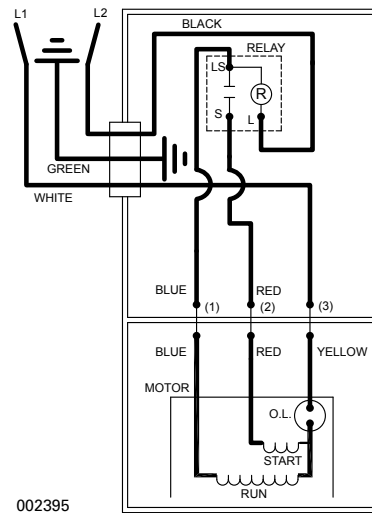 L1
L2
BLACK
RELAY
LS
R
S
L
GREEN
WHITE
BLUE
RED
(1)
(2)
(3)
BLUE
RED
YELLOW
MOTOR
O.L.
START
RUN
002395